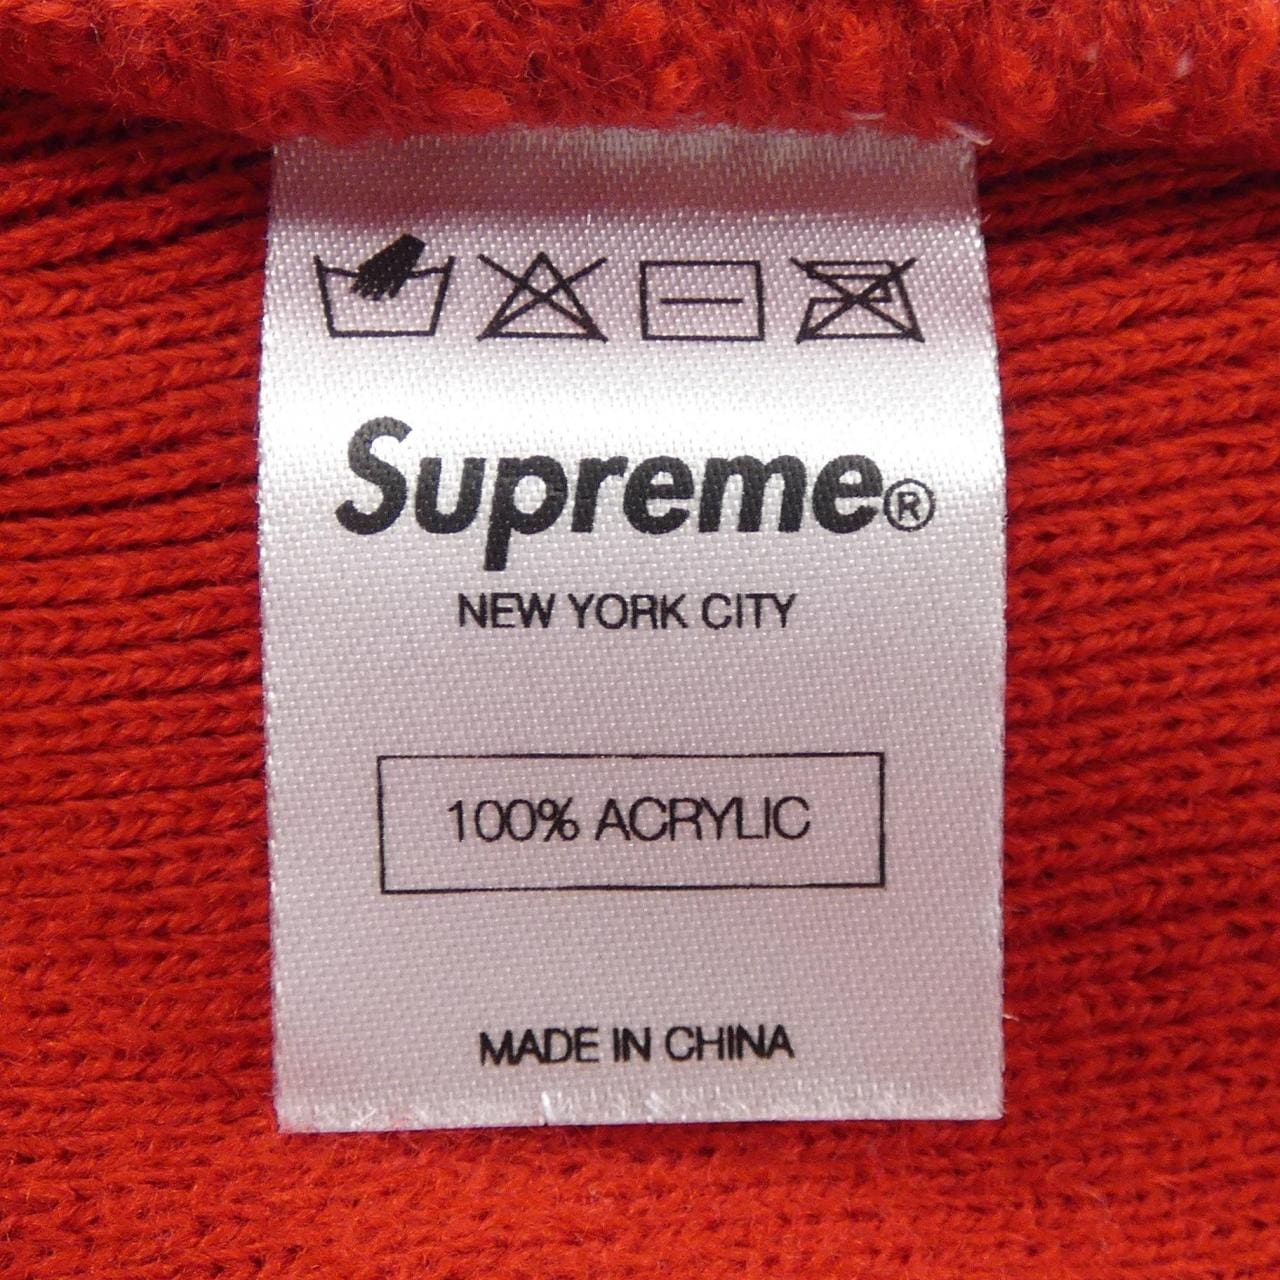 Supreme®
NEW YORK CITY
100% ACRYLIC
MADE IN CHINA